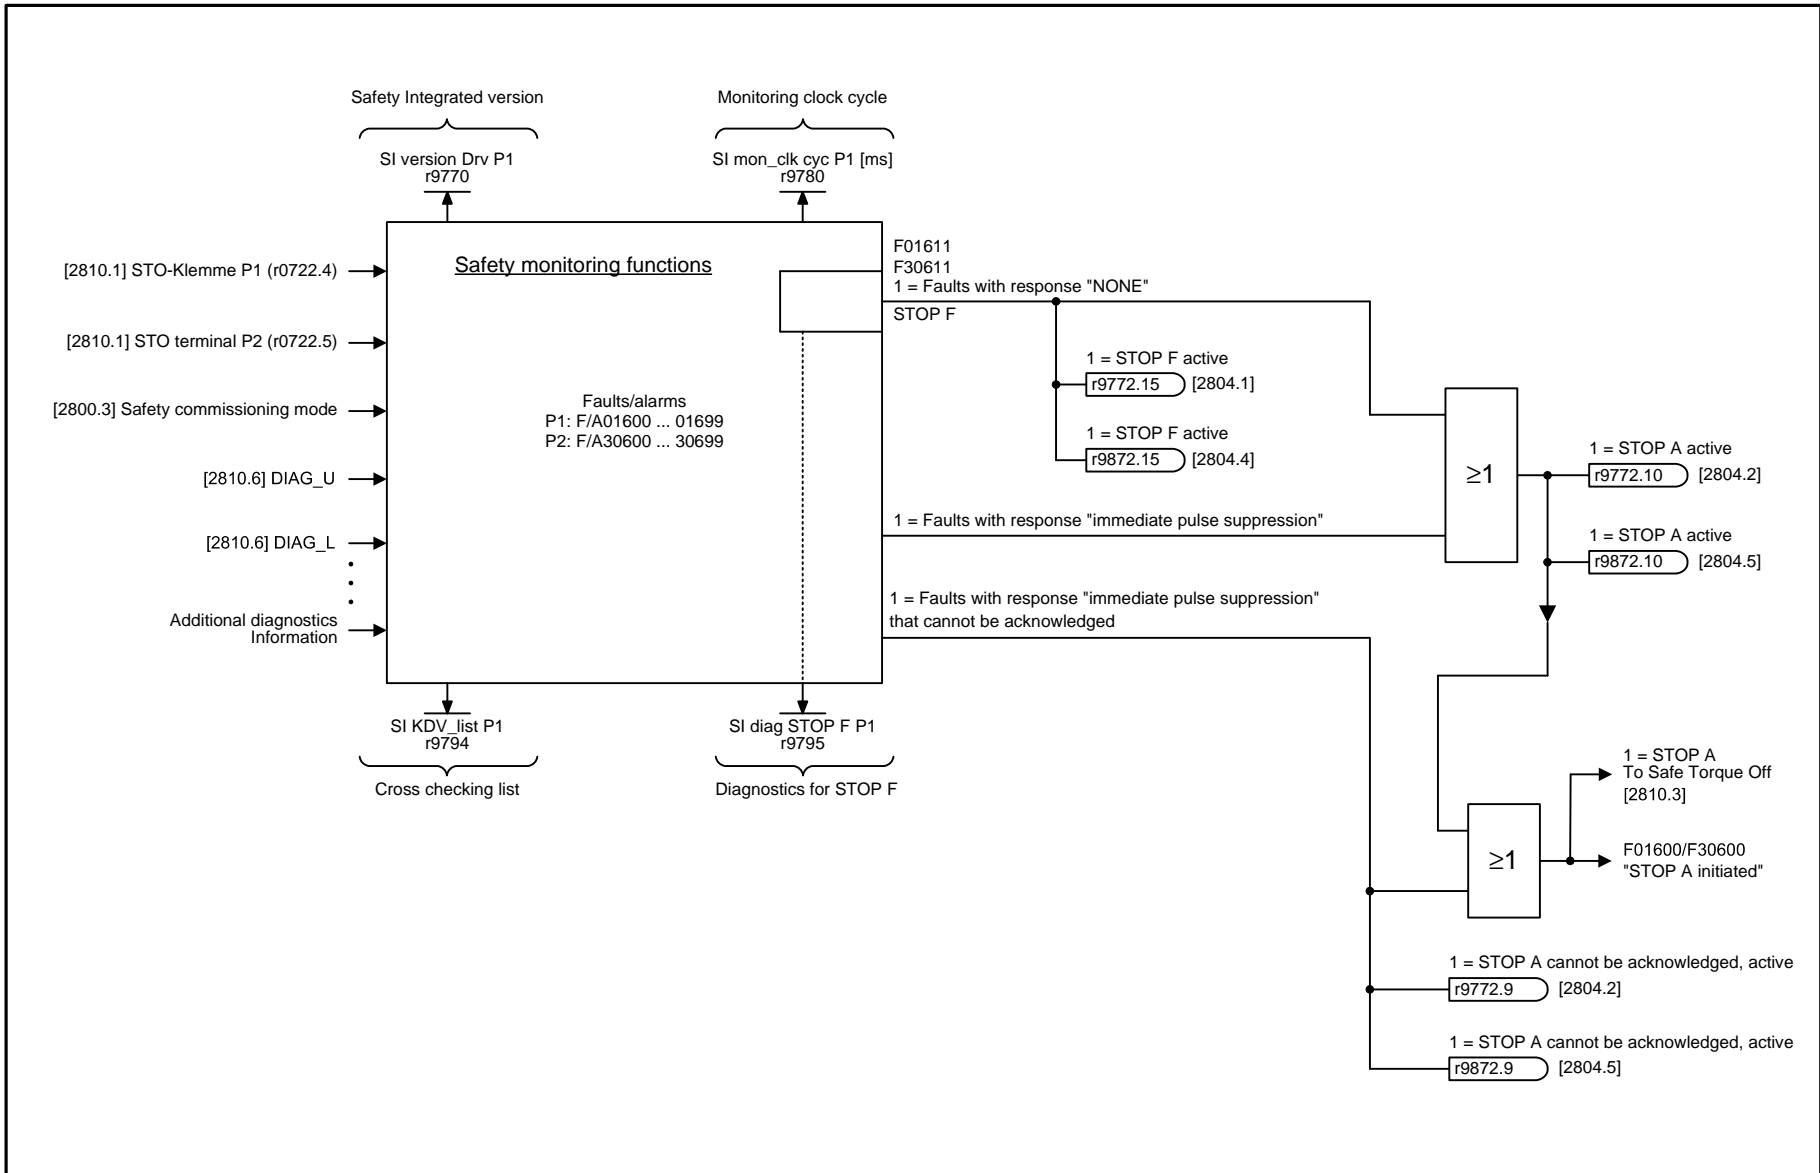 Safety Integrated version
Monitoring clock cycle
SI version Drv P1
r9770
SI mon_clk cyc P1 [ms]
r9780
[2810.1] STO-Klemme P1 (r0722.4)
[2810.1] STO terminal P2 (r0722.5)
[2800.3] Safety commissioning mode
[2810.6] DIAG_U
[2810.6] DIAG_L
Additional diagnostics
Information
Safety monitoring functions
Faults/alarms
P1: F/A01600 ... 01699
P2: F/A30600 ... 30699
F01611
F30611
1 = Faults with response "NONE"
STOP F
1 = STOP F active
r9772.15 [2804.1]
1 = STOP F active
r9872.15 [2804.4]
1 = Faults with response "immediate pulse suppression"
≥1
1 = STOP A active
r9772.10 [2804.2]
1 = STOP A active
r9872.10 [2804.5]
1 = Faults with response "immediate pulse suppression"
that cannot be acknowledged
SI KDV_list P1
r9794
Cross checking list
SI diag STOP F P1
r9795
Diagnostics for STOP F
≥1
1 = STOP A
To Safe Torque Off
[2810.3]
F01600/F30600
"STOP A initiated"
1 = STOP A cannot be acknowledged, active
r9772.9 [2804.2]
1 = STOP A cannot be acknowledged, active
r9872.9 [2804.5]